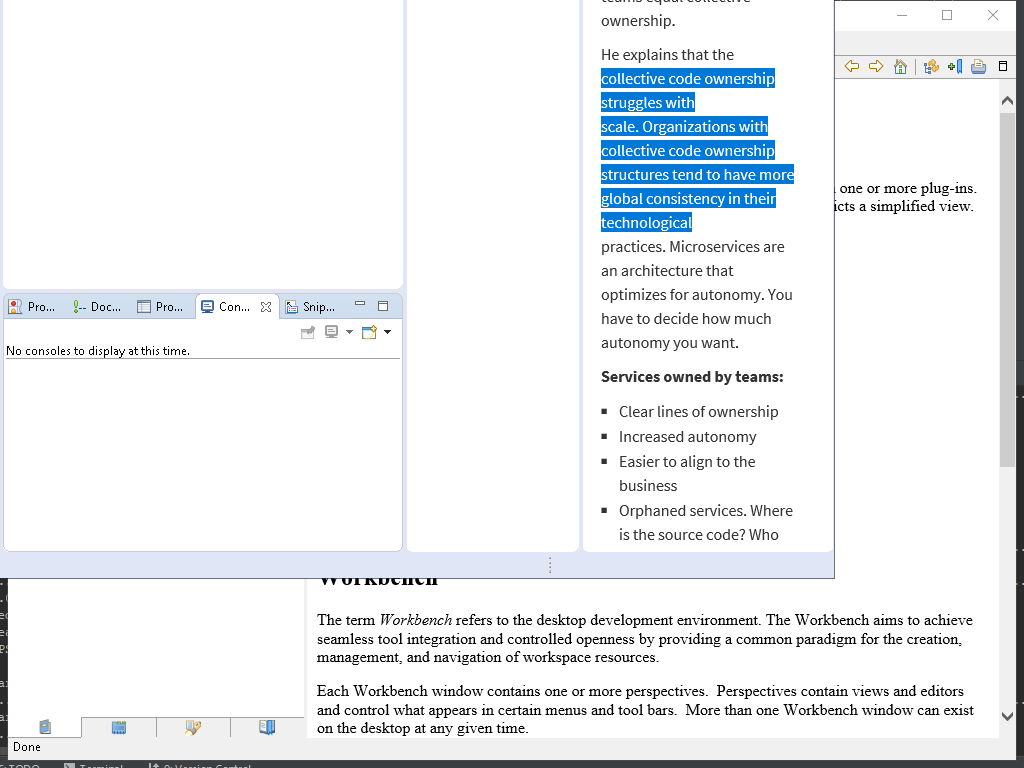 ownership.
He explains that the
collective code ownership
struggles with
scale. Organizations with
collective code ownership
structures tend to have more
global consistency in their
technological
practices. Microservices are
an architecture that
optimizes for autonomy. You
have to decide how much
autonomy you want.
Services owned by teams:
Clear lines of ownership
Increased autonomy
Easier to align to the
business
Orphaned services. Where
is the source code? Who
one or more plug-ins.
icts a simplified view.
Pro...
Doc...
Pro...
Con...
Snip...
No consoles to display at this time.
Workbench
The term Workbench refers to the desktop development environment. The Workbench aims to achieve
seamless tool integration and controlled openness by providing a common paradigm for the creation,
management, and navigation of workspace resources.
Each Workbench window contains one or more perspectives.  Perspectives contain views and editors
and control what appears in certain menus and tool bars.  More than one Workbench window can exist
on the desktop at any given time.
Done